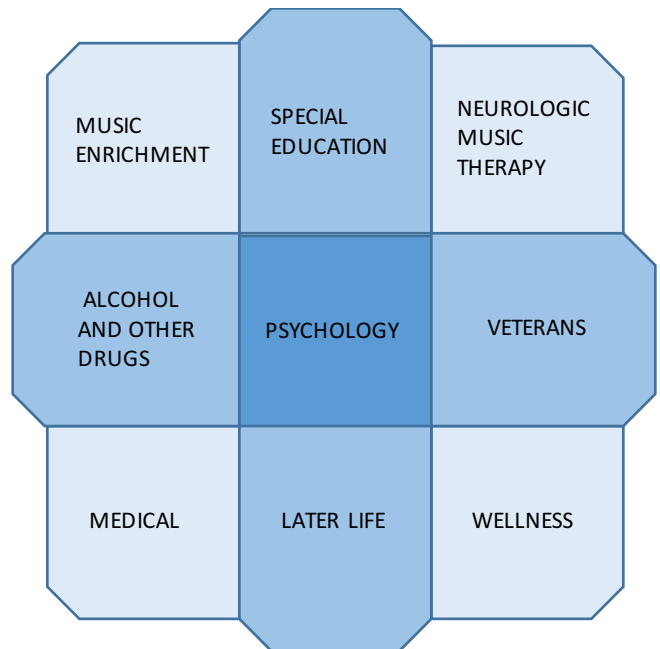 MUSIC
ENRICHMENT
SPECIAL
EDUCATION
NEUROLOGIC
MUSIC
THERAPY
ALCOHOL
AND OTHER
DRUGS
PSYCHOLOGY
VETERANS
MEDICAL
LATER LIFE
WELLNESS